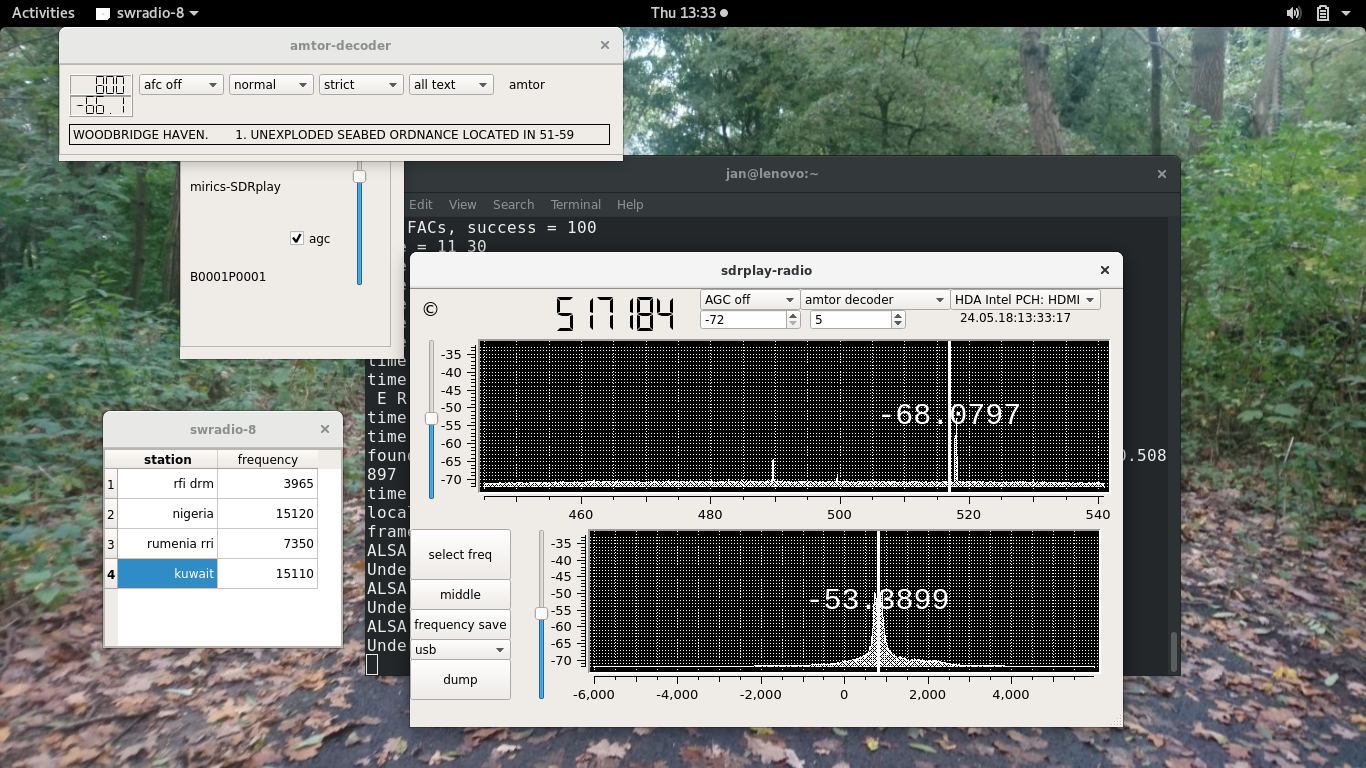 Activities swradio-8 Thu 13:33
amtor-decoder
800
-66.1
afc off normal strict all text amtor
WOODBRIDGE HAVEN. 1. UNEXPLODED SEABED ORDNANCE LOCATED IN 51-59
mirics-SDRplay
agc
B0001P0001
jan@lenovo:~
Edit View Search Terminal Help
FACs, success = 100
= 11 30
time
time
E R
time
time
0.508
897
time
ALSA
Unde
ALSA
Unde
ALSA
Unde
swradio-8
station frequency
1 rfi drm 3965
2 nigeria 15120
3 rumenia rri 7350
4 kuwait 15110
sdrplay-radio
© 517184
AGC off amtor decoder HDA Intel PCH: HDMI
-72 5 24.05.18:13:33:17
-35
-40
-45
-50
-55
-60
-65
-70
-68.0797
460 480 500 520 540
select freq
middle
frequency save
usb
dump
-35
-40
-45
-50
-55
-60
-65
-70
-53.3899
-6,000 -4,000 -2,000 0 2,000 4,000